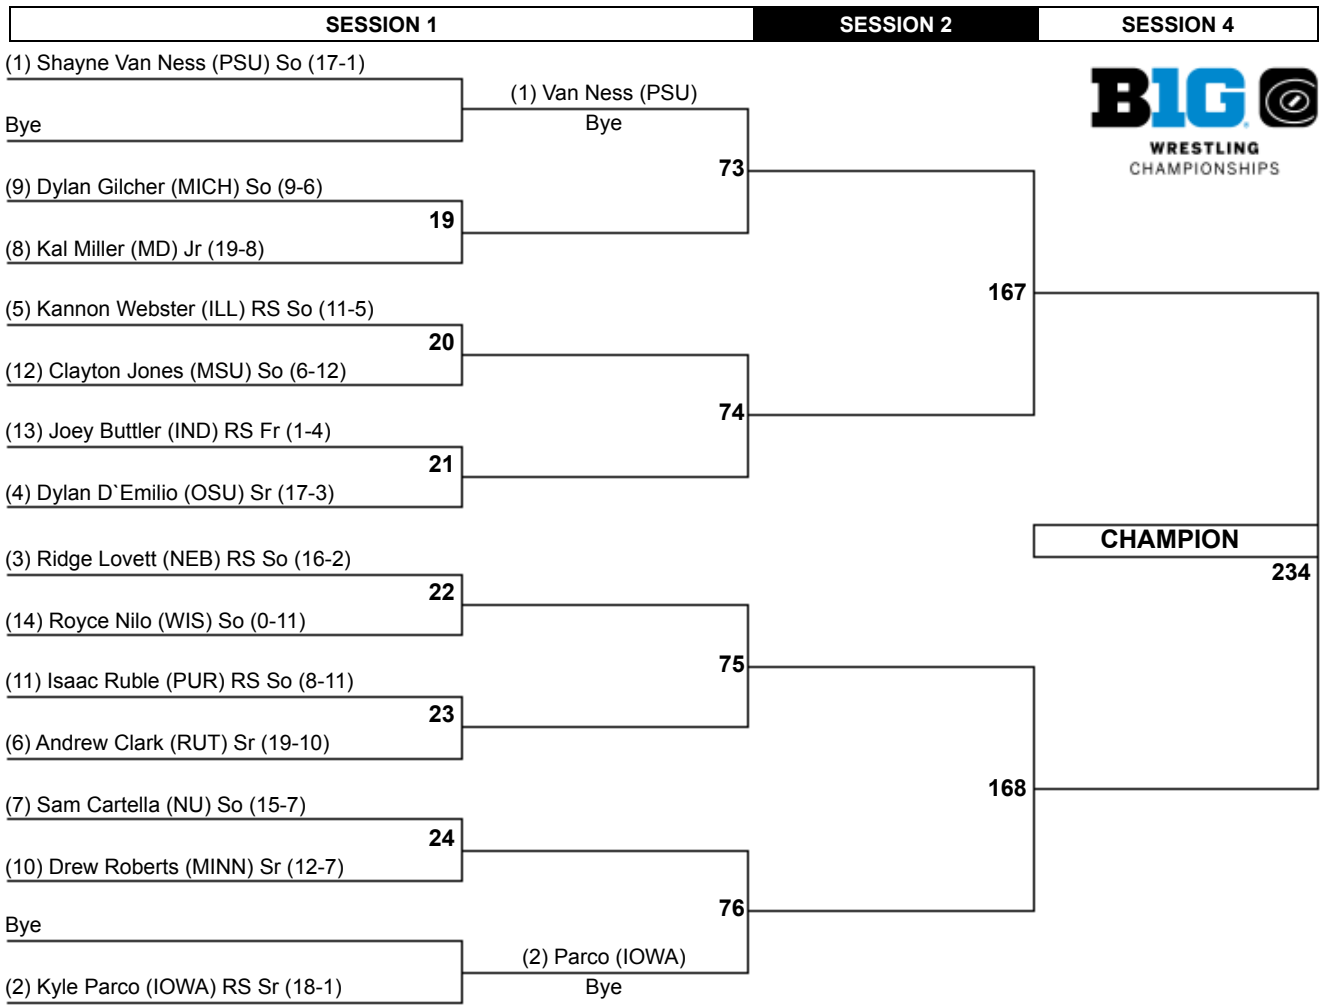 SESSION 1 SESSION 2 SESSION 4
(1) Shayne Van Ness (PSU) So (17-1)
Bye
(1) Van Ness (PSU)
Bye
B1G
WRESTLING
CHAMPIONSHIPS
73
(9) Dylan Gilcher (MICH) So (9-6)
19
(8) Kal Miller (MD) Jr (19-8)
167
(5) Kannon Webster (ILL) RS So (11-5)
20
(12) Clayton Jones (MSU) So (6-12)
74
(13) Joey Buttler (IND) RS Fr (1-4)
21
(4) Dylan D`Emilio (OSU) Sr (17-3)
CHAMPION
234
(3) Ridge Lovett (NEB) RS So (16-2)
22
(14) Royce Nilo (WIS) So (0-11)
75
(11) Isaac Ruble (PUR) RS So (8-11)
23
(6) Andrew Clark (RUT) Sr (19-10)
168
(7) Sam Cartella (NU) So (15-7)
24
(10) Drew Roberts (MINN) Sr (12-7)
76
Bye
(2) Parco (IOWA)
Bye
(2) Kyle Parco (IOWA) RS Sr (18-1)